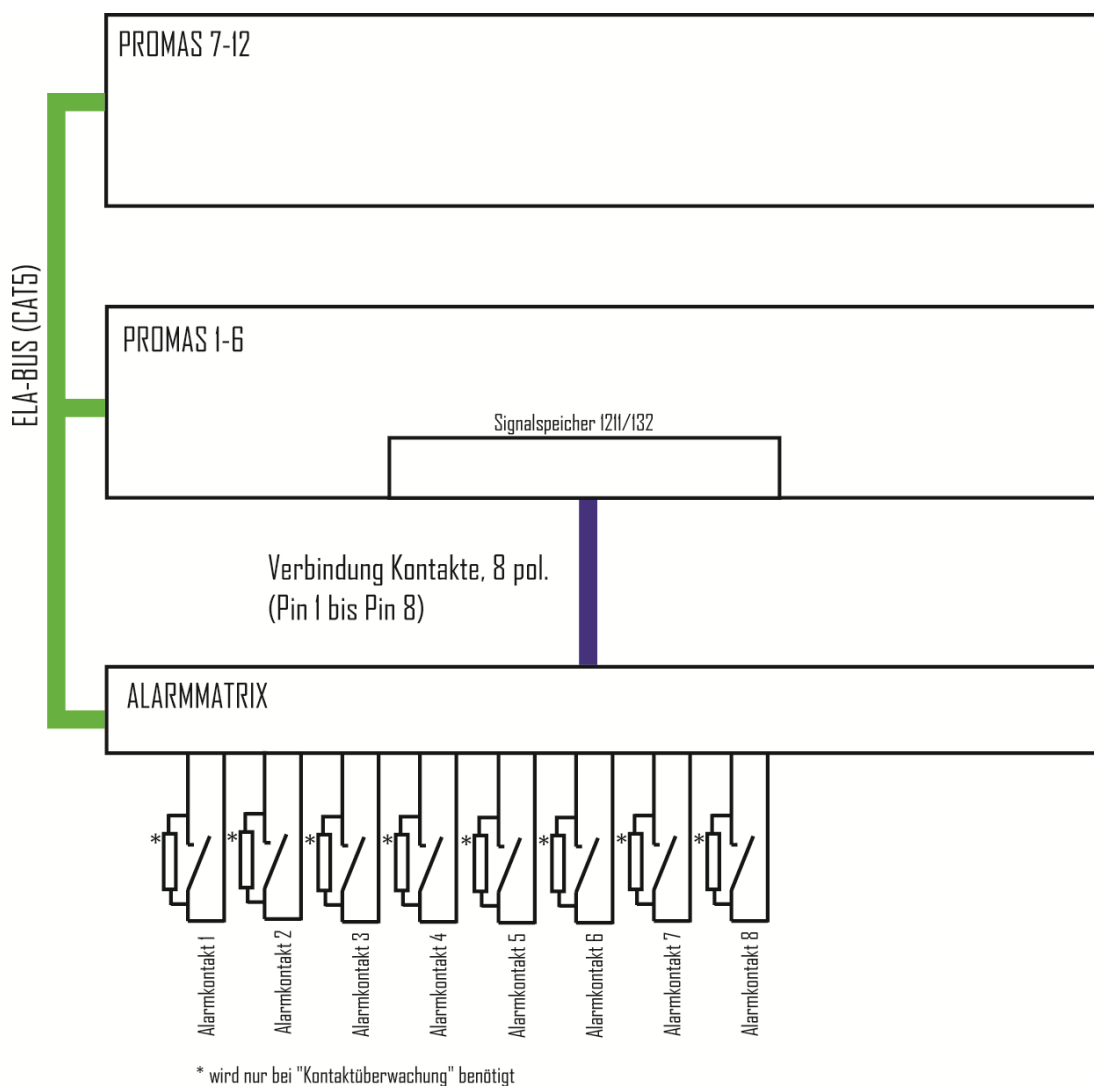 PROMAS 7-12
ELA-BUS (CAT5)
PROMAS 1-6
Signalspeicher 1211/132
Verbindung Kontakte, 8 pol.
(Pin 1 bis Pin 8)
ALARMMATRIX
* * * * * * * *
Alarmkontakt 1
Alarmkontakt 2
Alarmkontakt 3
Alarmkontakt 4
Alarmkontakt 5
Alarmkontakt 6
Alarmkontakt 7
Alarmkontakt 8
* wird nur bei "Kontaktüberwachung" benötigt